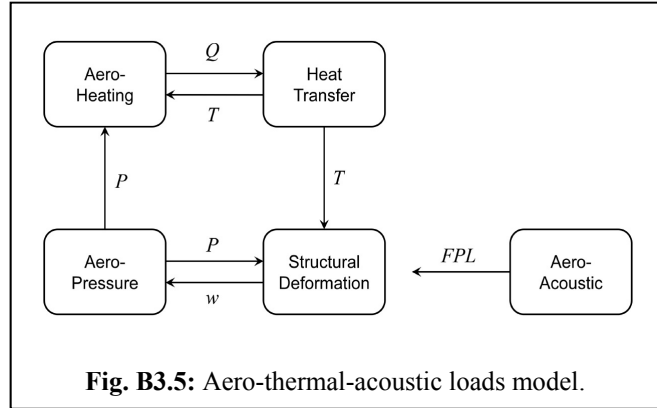 Aero-
Heating
Q
T
Heat
Transfer
P
T
Aero-
Pressure
P
w
Structural
Deformation
FPL
Aero-
Acoustic
Fig. B3.5: Aero-thermal-acoustic loads model.